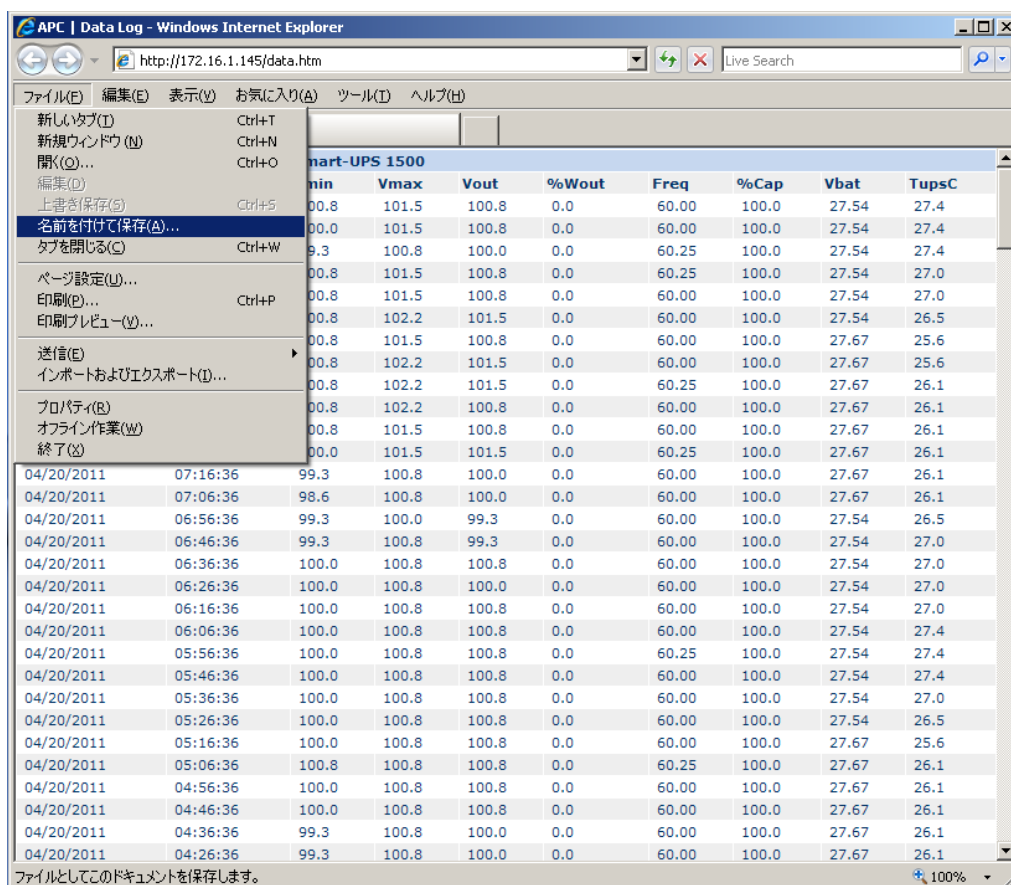 APC | Data Log - Windows Internet Explorer
http://172.16.1.145/data.htm Live Search
ファイル(F) 編集(E) 表示(V) お気に入り(A) ツール(T) ヘルプ(H)
新しいタブ(T) Ctrl+T
新規ウィンドウ(N) Ctrl+N
開く(O)... Ctrl+O
編集(D)
上書き保存(S) Ctrl+S
名前を付けて保存(A)...
タブを閉じる(C) Ctrl+W
ページ設定(U)...
印刷(P)... Ctrl+P
印刷プレビュー(V)...
送信(E)
インポートおよびエクスポート(I)...
プロパティ(R)
オフライン作業(W)
終了(X)
mart-UPS 1500
min Vmax Vout %Wout Freq %Cap Vbat TupsC
00.8 101.5 100.8 0.0 60.00 100.0 27.54 27.4
00.0 101.5 100.8 0.0 60.00 100.0 27.54 27.4
9.3 100.8 100.0 0.0 60.25 100.0 27.54 27.4
00.8 101.5 100.8 0.0 60.25 100.0 27.54 27.0
00.8 101.5 100.8 0.0 60.00 100.0 27.54 27.0
00.8 102.2 101.5 0.0 60.00 100.0 27.54 26.5
00.8 101.5 100.8 0.0 60.00 100.0 27.67 25.6
00.8 102.2 101.5 0.0 60.00 100.0 27.67 25.6
00.8 102.2 101.5 0.0 60.25 100.0 27.67 26.1
00.8 102.2 100.8 0.0 60.00 100.0 27.67 26.1
00.8 101.5 100.8 0.0 60.00 100.0 27.67 26.1
00.0 101.5 101.5 0.0 60.25 100.0 27.67 26.1
04/20/2011 07:16:36 99.3 100.8 100.0 0.0 60.00 100.0 27.67 26.1
04/20/2011 07:06:36 98.6 100.8 100.0 0.0 60.00 100.0 27.67 26.1
04/20/2011 06:56:36 99.3 100.0 99.3 0.0 60.00 100.0 27.54 26.5
04/20/2011 06:46:36 99.3 100.8 99.3 0.0 60.00 100.0 27.54 27.0
04/20/2011 06:36:36 100.0 100.8 100.8 0.0 60.00 100.0 27.54 27.0
04/20/2011 06:26:36 100.0 100.8 100.0 0.0 60.00 100.0 27.54 27.0
04/20/2011 06:16:36 100.0 100.8 100.8 0.0 60.00 100.0 27.54 27.0
04/20/2011 06:06:36 100.0 100.8 100.8 0.0 60.00 100.0 27.54 27.4
04/20/2011 05:56:36 100.0 100.8 100.8 0.0 60.25 100.0 27.54 27.4
04/20/2011 05:46:36 100.0 100.8 100.8 0.0 60.00 100.0 27.54 27.4
04/20/2011 05:36:36 100.0 100.8 100.8 0.0 60.00 100.0 27.54 27.0
04/20/2011 05:26:36 100.0 100.8 100.8 0.0 60.00 100.0 27.54 26.5
04/20/2011 05:16:36 100.0 100.8 100.8 0.0 60.00 100.0 27.67 25.6
04/20/2011 05:06:36 100.8 100.8 100.8 0.0 60.25 100.0 27.67 26.1
04/20/2011 04:56:36 100.0 100.8 100.8 0.0 60.00 100.0 27.67 26.1
04/20/2011 04:46:36 100.0 100.8 100.8 0.0 60.00 100.0 27.67 26.1
04/20/2011 04:36:36 99.3 100.8 100.0 0.0 60.00 100.0 27.67 26.1
04/20/2011 04:26:36 99.3 100.8 100.0 0.0 60.00 100.0 27.67 26.1
ファイルとしてこのドキュメントを保存します。 100%